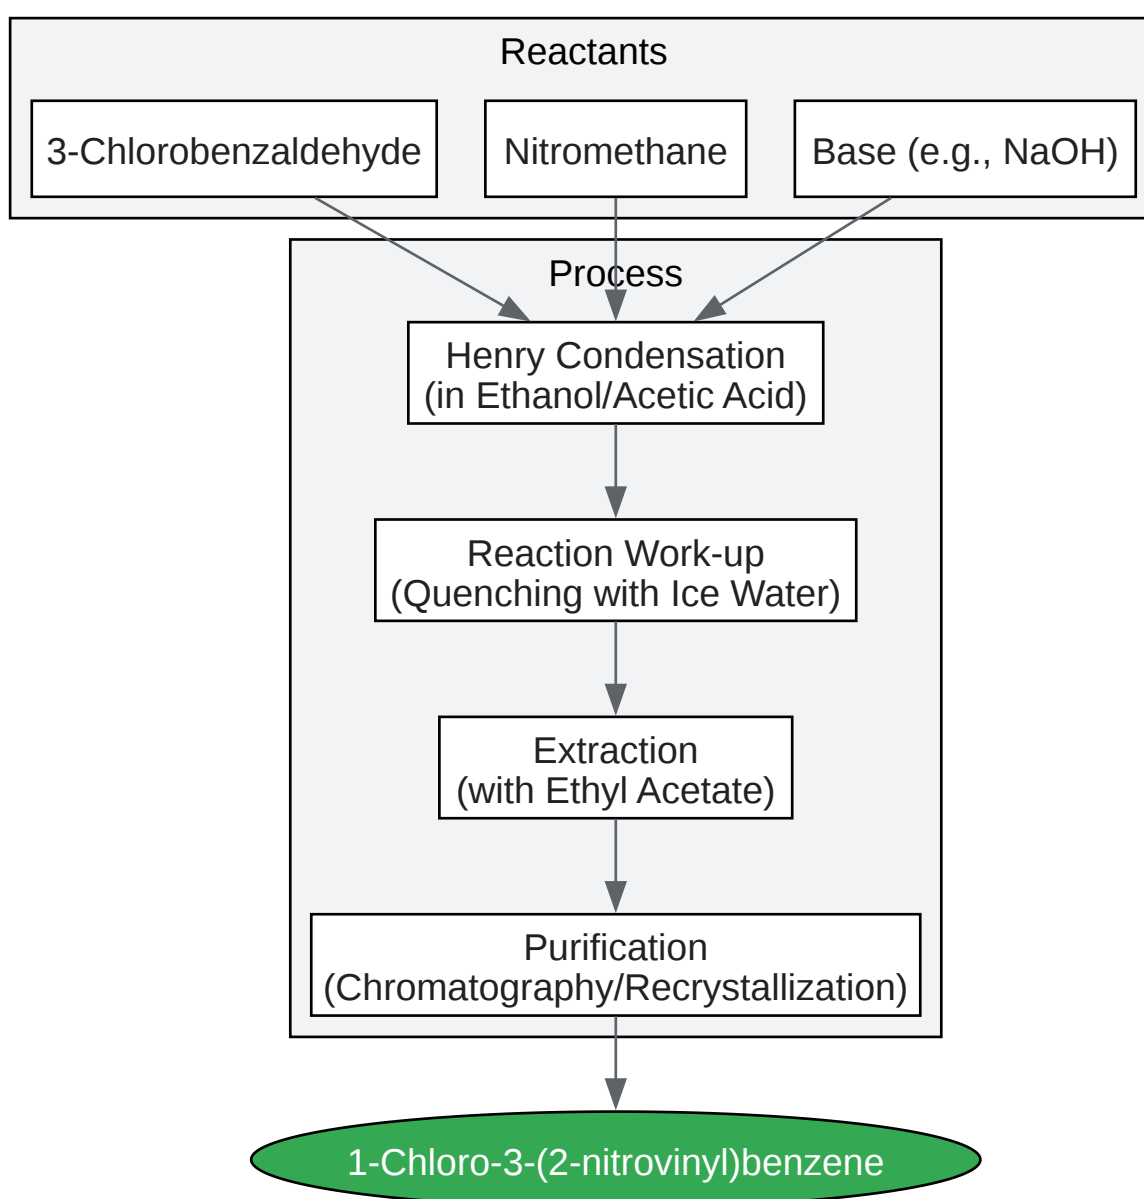 Reactants
3-Chlorobenzaldehyde
Nitromethane
Base (e.g., NaOH)
Process
Henry Condensation
(in Ethanol/Acetic Acid)
Reaction Work-up
(Quenching with Ice Water)
Extraction
(with Ethyl Acetate)
Purification
(Chromatography/Recrystallization)
1-Chloro-3-(2-nitrovinyl)benzene